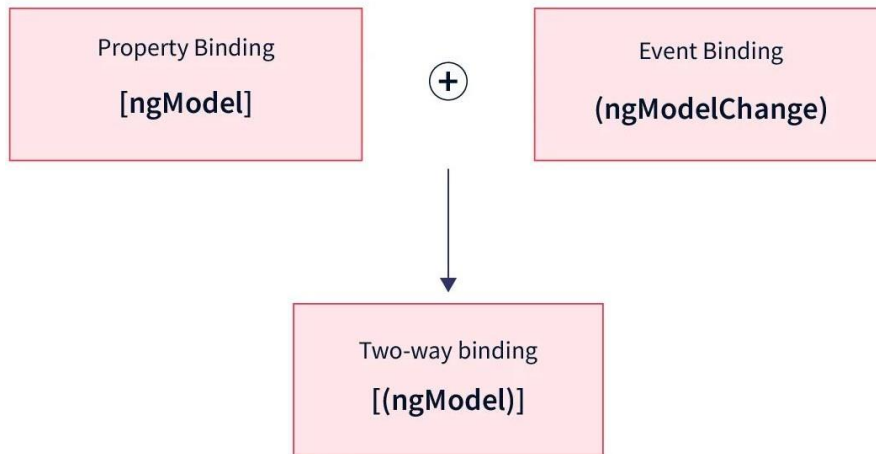 Property Binding
[ngModel]
+
Event Binding
(ngModelChange)
Two-way binding
[(ngModel)]